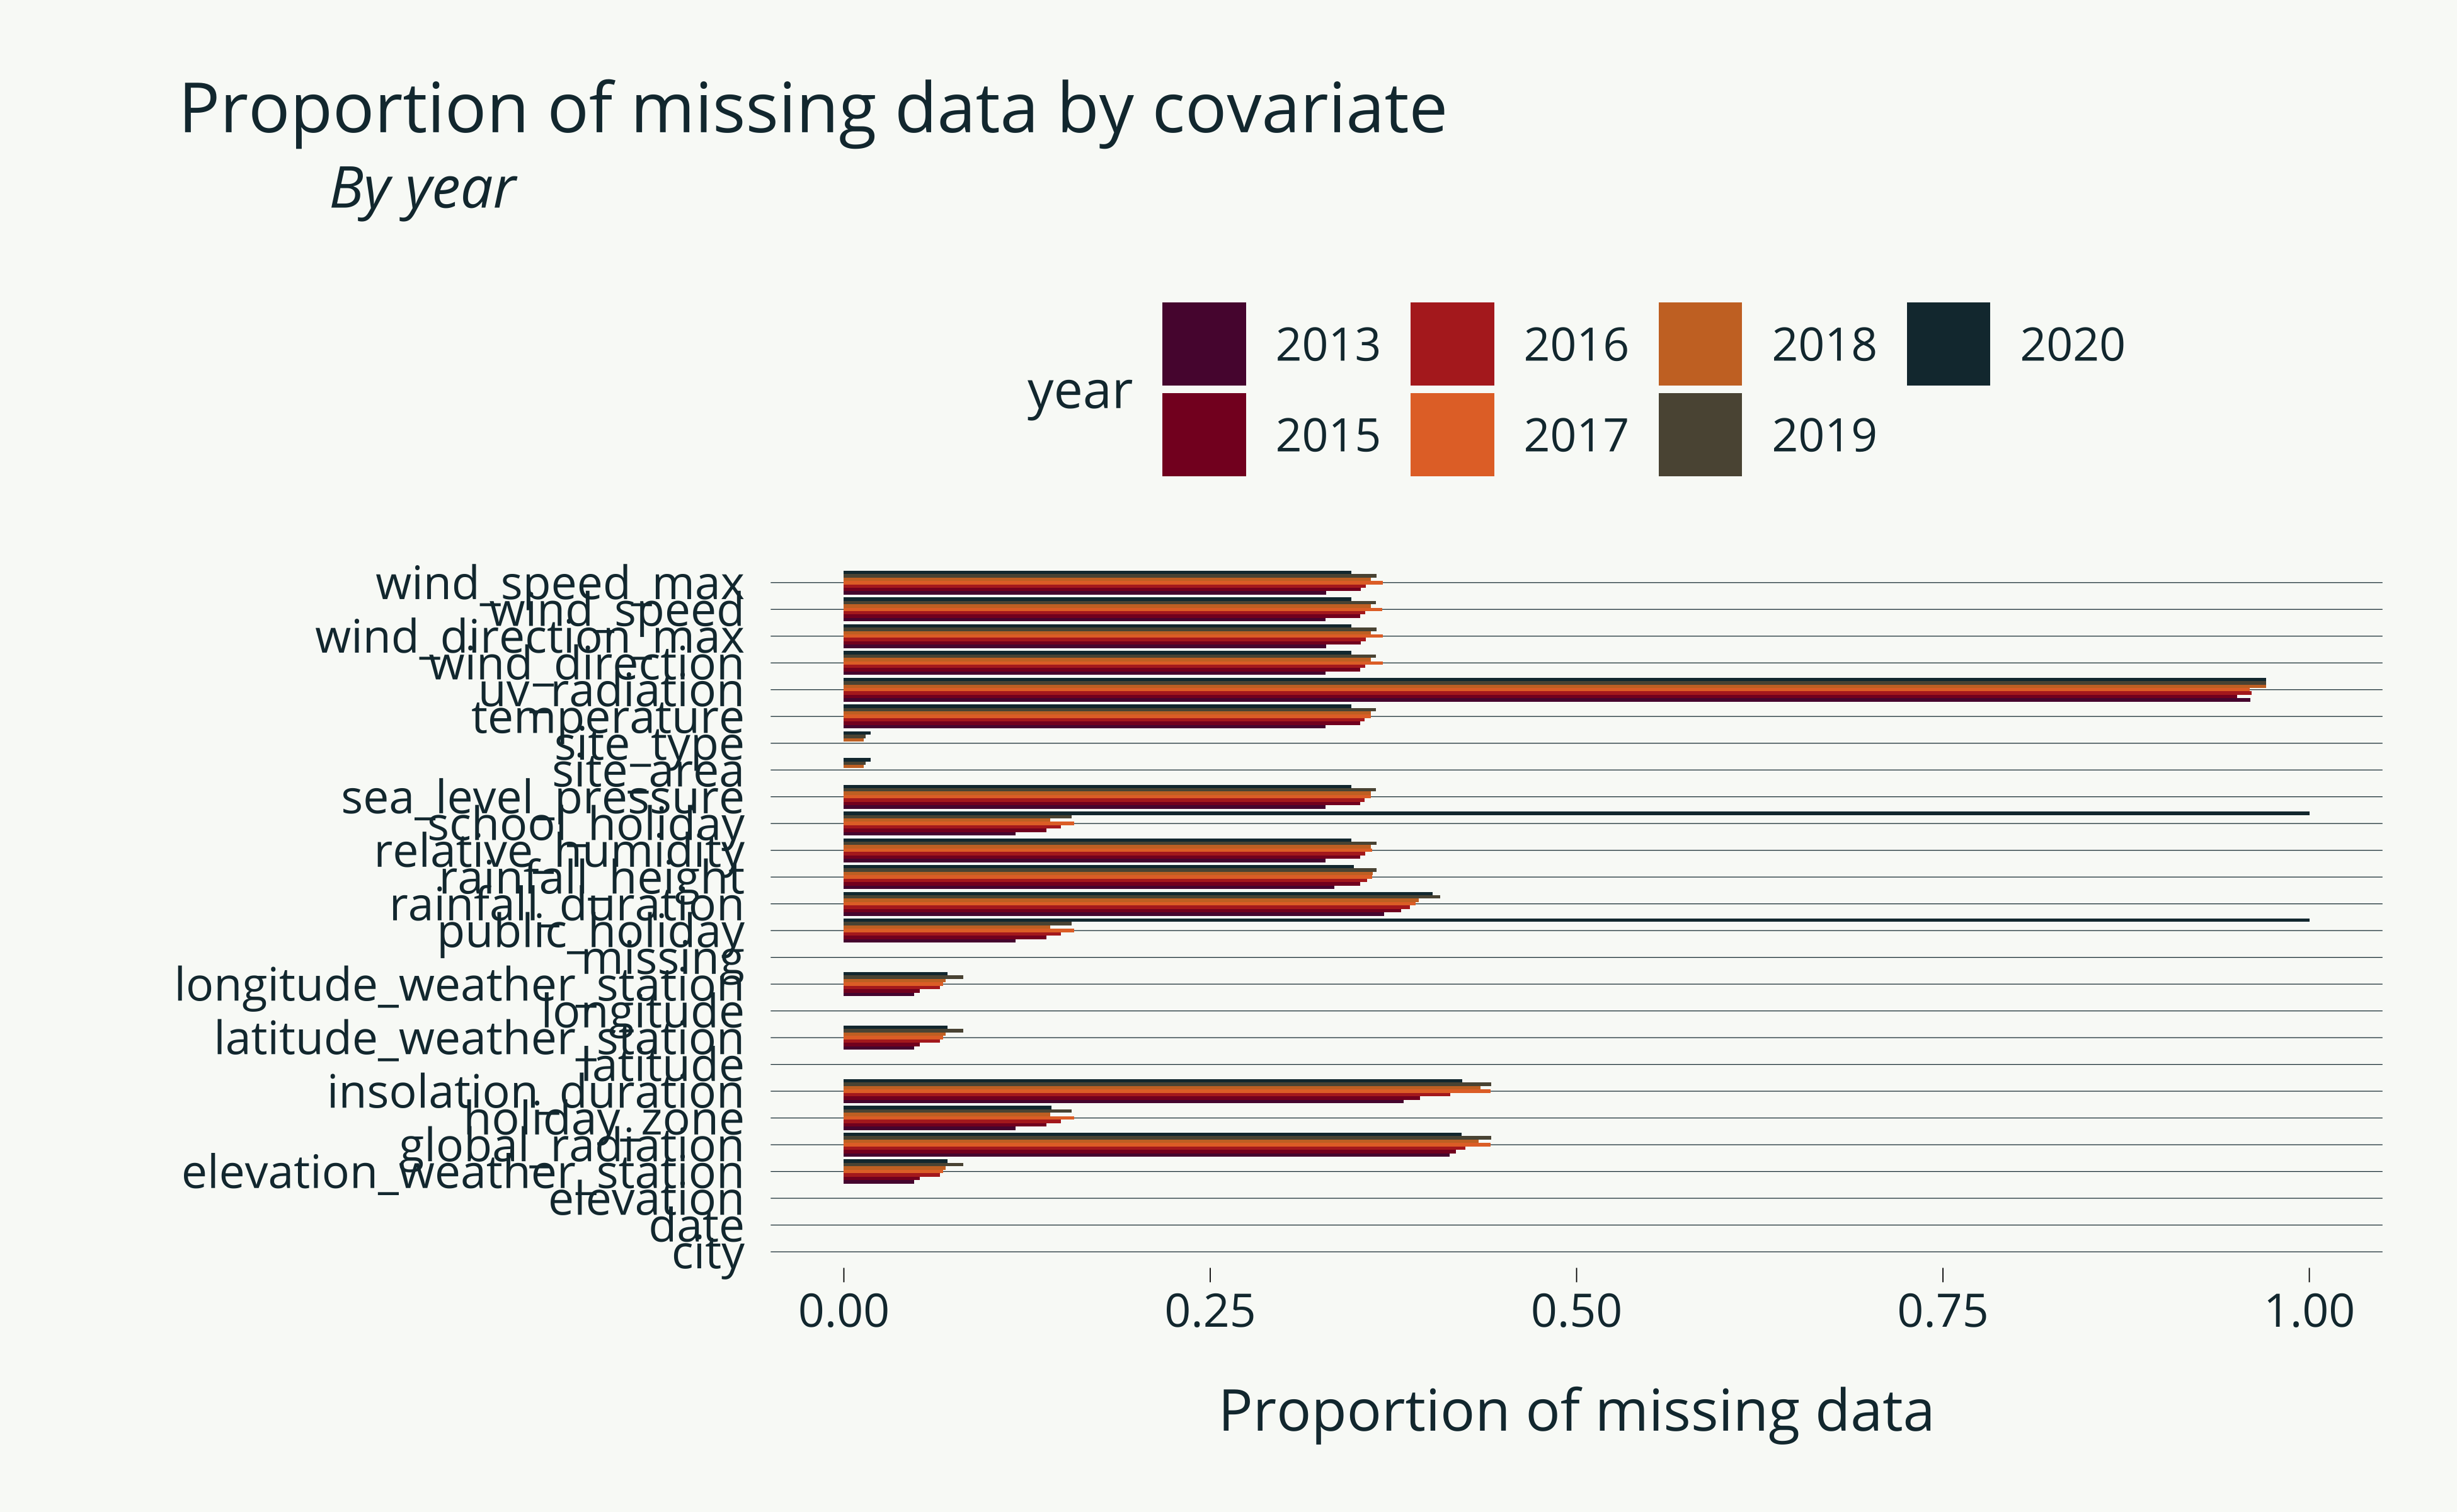 Proportion of missing data by covariate
By year
year
2013 2016 2018 2020
2015 2017 2019
wind_speed_max
wind_speed
wind_direction_max
wind_direction
uv_radiation
temperature
site_type
site_area
sea_level_pressure
school_holiday
relative_humidity
rainfall_height
rainfall_duration
public_holiday
missing
longitude_weather_station
longitude
latitude_weather_station
latitude
insolation_duration
holiday_zone
global_radiation
elevation_weather_station
elevation
date
city
0.00 0.25 0.50 0.75 1.00
Proportion of missing data